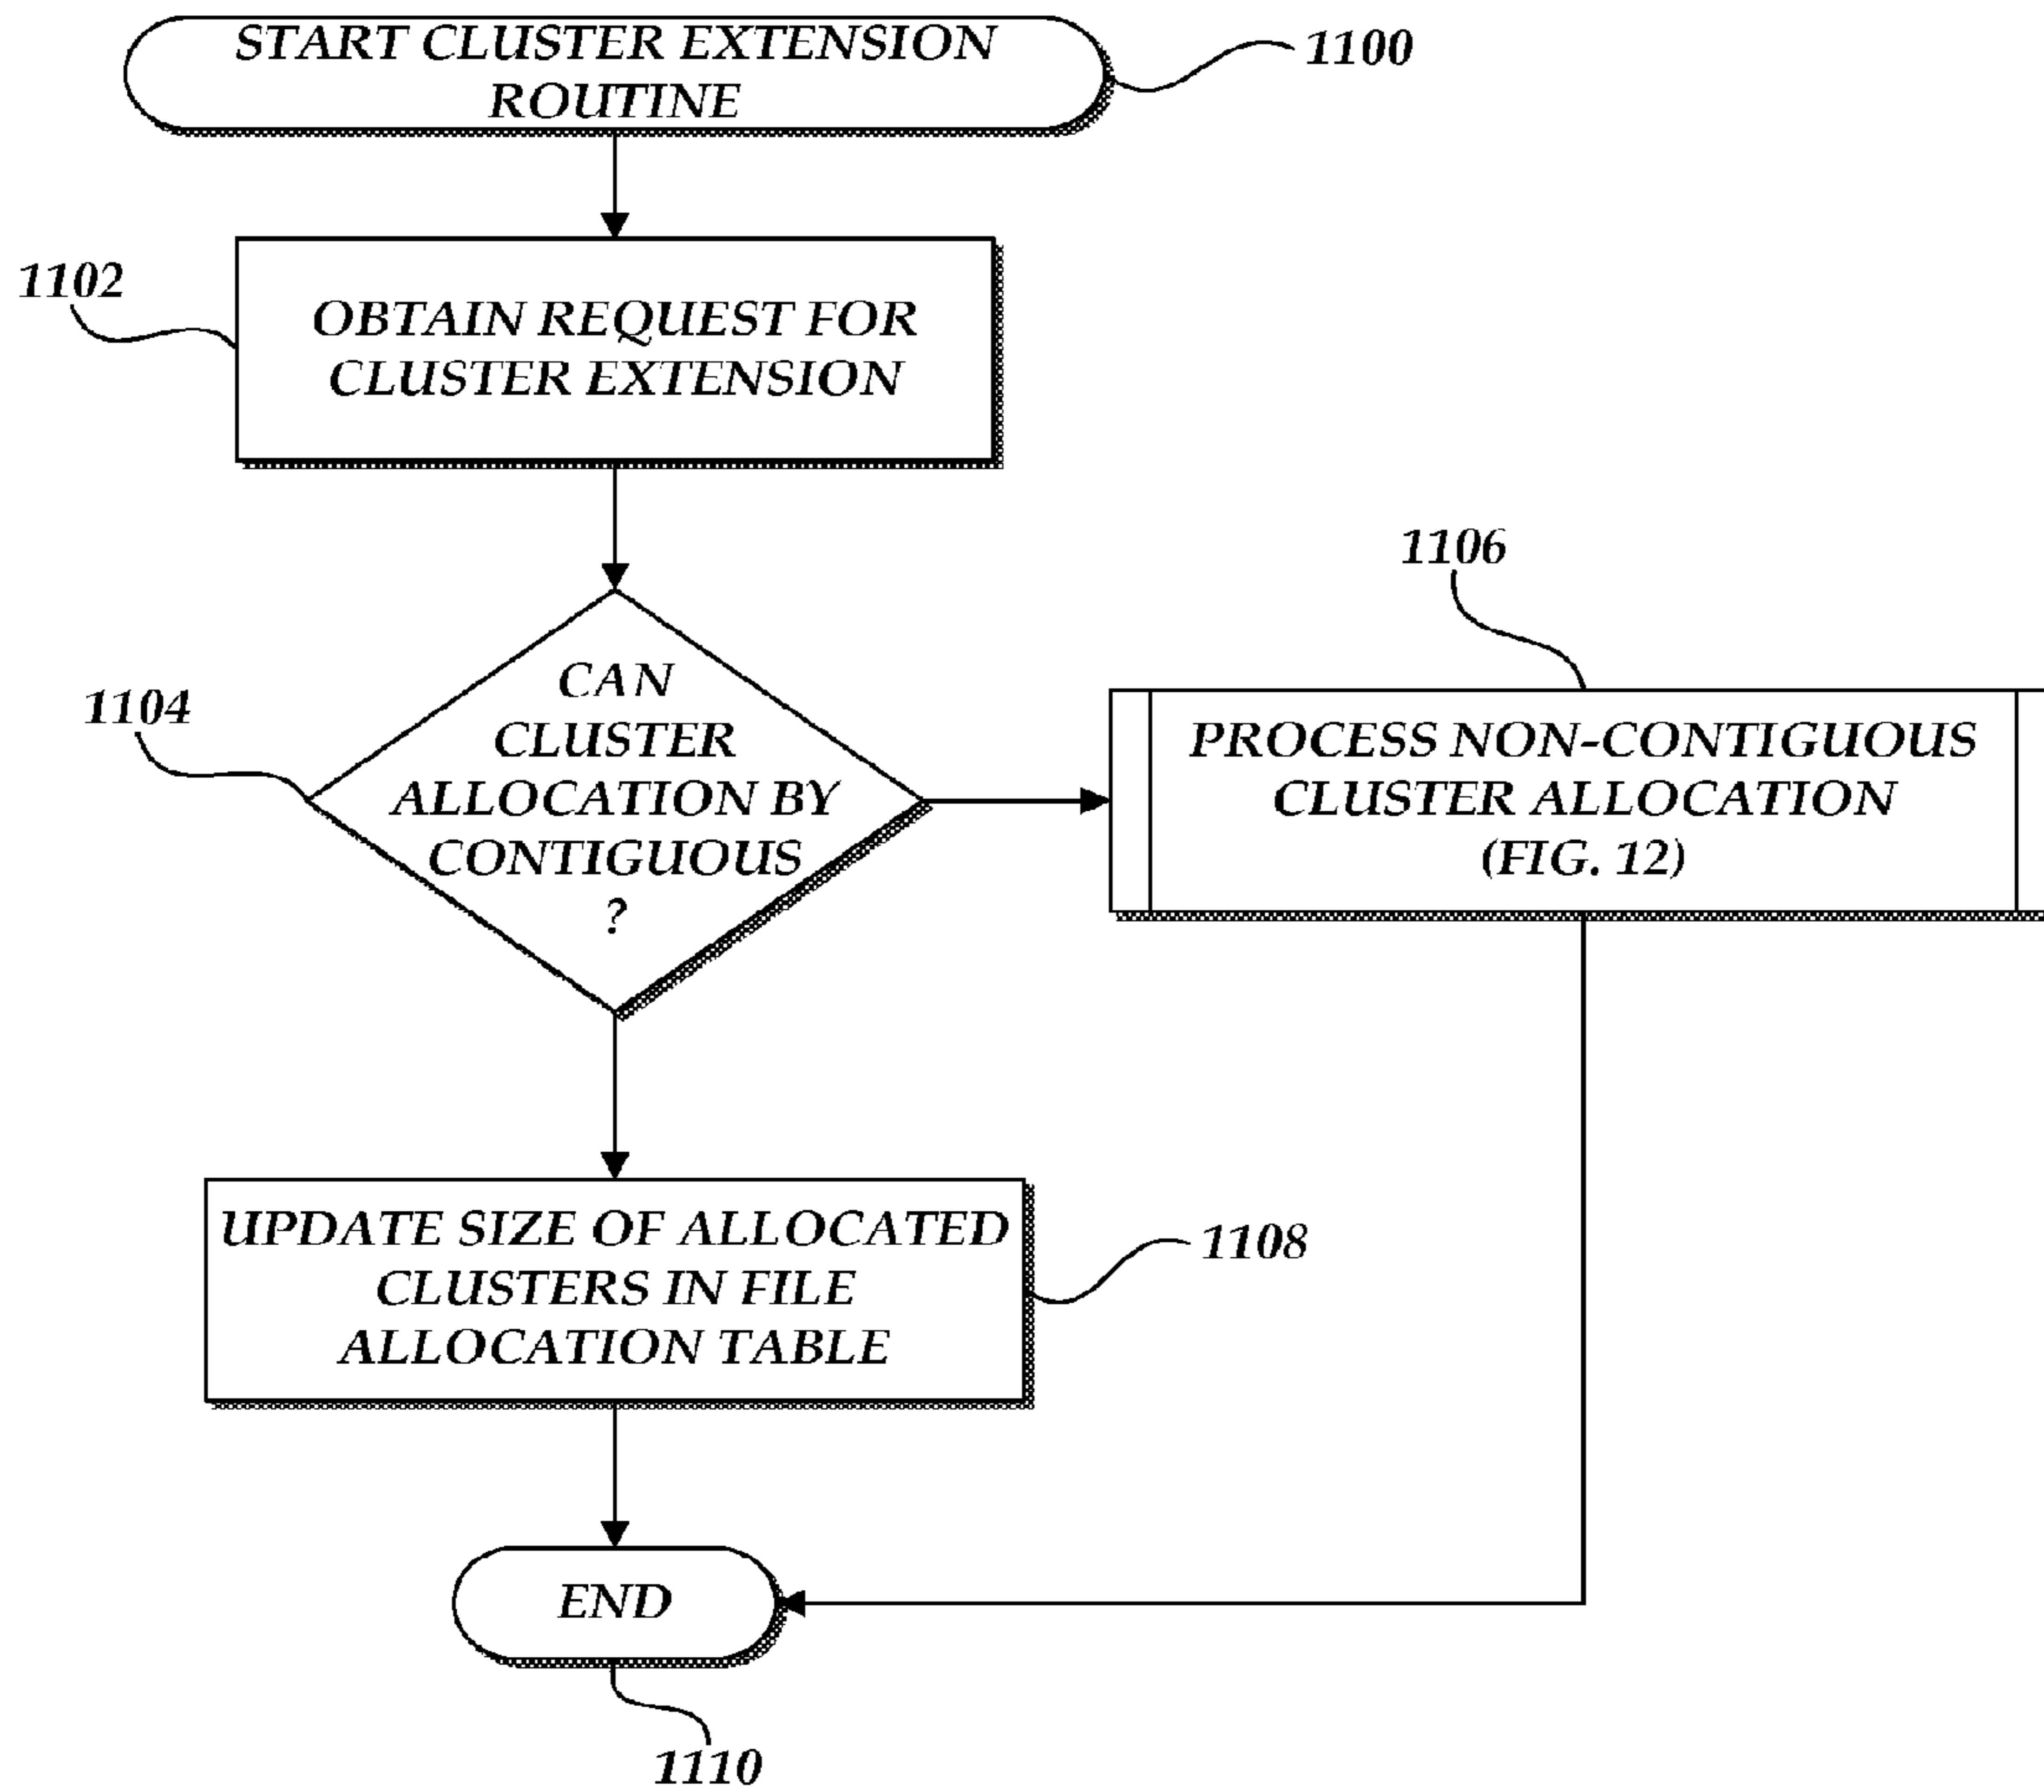 START CLUSTER EXTENSION
ROUTINE
1100
1102
OBTAIN REQUEST FOR
CLUSTER EXTENSION
1104
CAN
CLUSTER
ALLOCATION BY
CONTIGUOUS
?
1106
PROCESS NON-CONTIGUOUS
CLUSTER ALLOCATION
(FIG. 12)
UPDATE SIZE OF ALLOCATED
CLUSTERS IN FILE
ALLOCATION TABLE
1108
END
1110